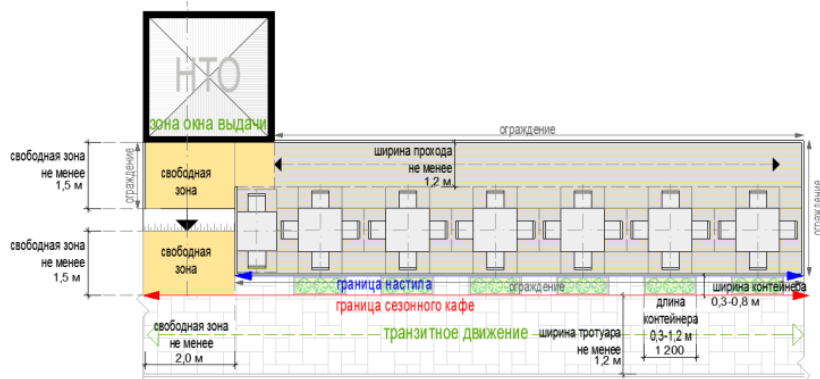 НТО
зона окна выдачи
ограждение
свободная зона
не менее
1,5 м
ограждение
свободная
зона
ширина прохода
не менее
1,2 м
ограждение
свободная зона
не менее
1,5 м
свободная
зона
граница настила
ограждение
ширина контейнера
0,3-0,8 м
граница сезонного кафе
свободная зона
не менее
2,0 м
транзитное движение
ширина тротуара
не менее
1,2 м
длина
контейнера
0,3-1,2 м
1 200